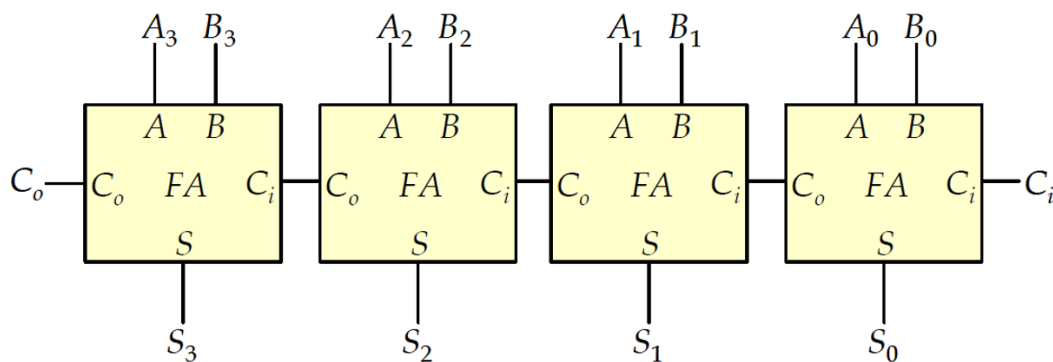 A₃ B₃ A₂ B₂ A₁ B₁ A₀ B₀
A B A B A B A B
Cₒ Cₒ FA Cᵢ Cₒ FA Cᵢ Cₒ FA Cᵢ Cₒ FA Cᵢ Cᵢ
S S S S
S₃ S₂ S₁ S₀